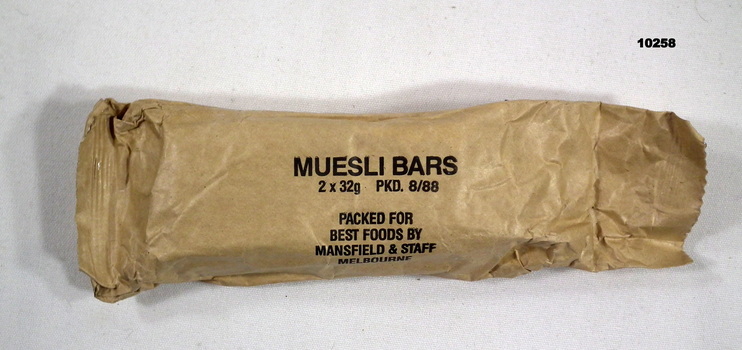 10258
MUESLI BARS
2 x 32g PKD. 8/88
PACKED FOR
BEST FOODS BY
MANSFIELD & STAFF
MELBOURNE